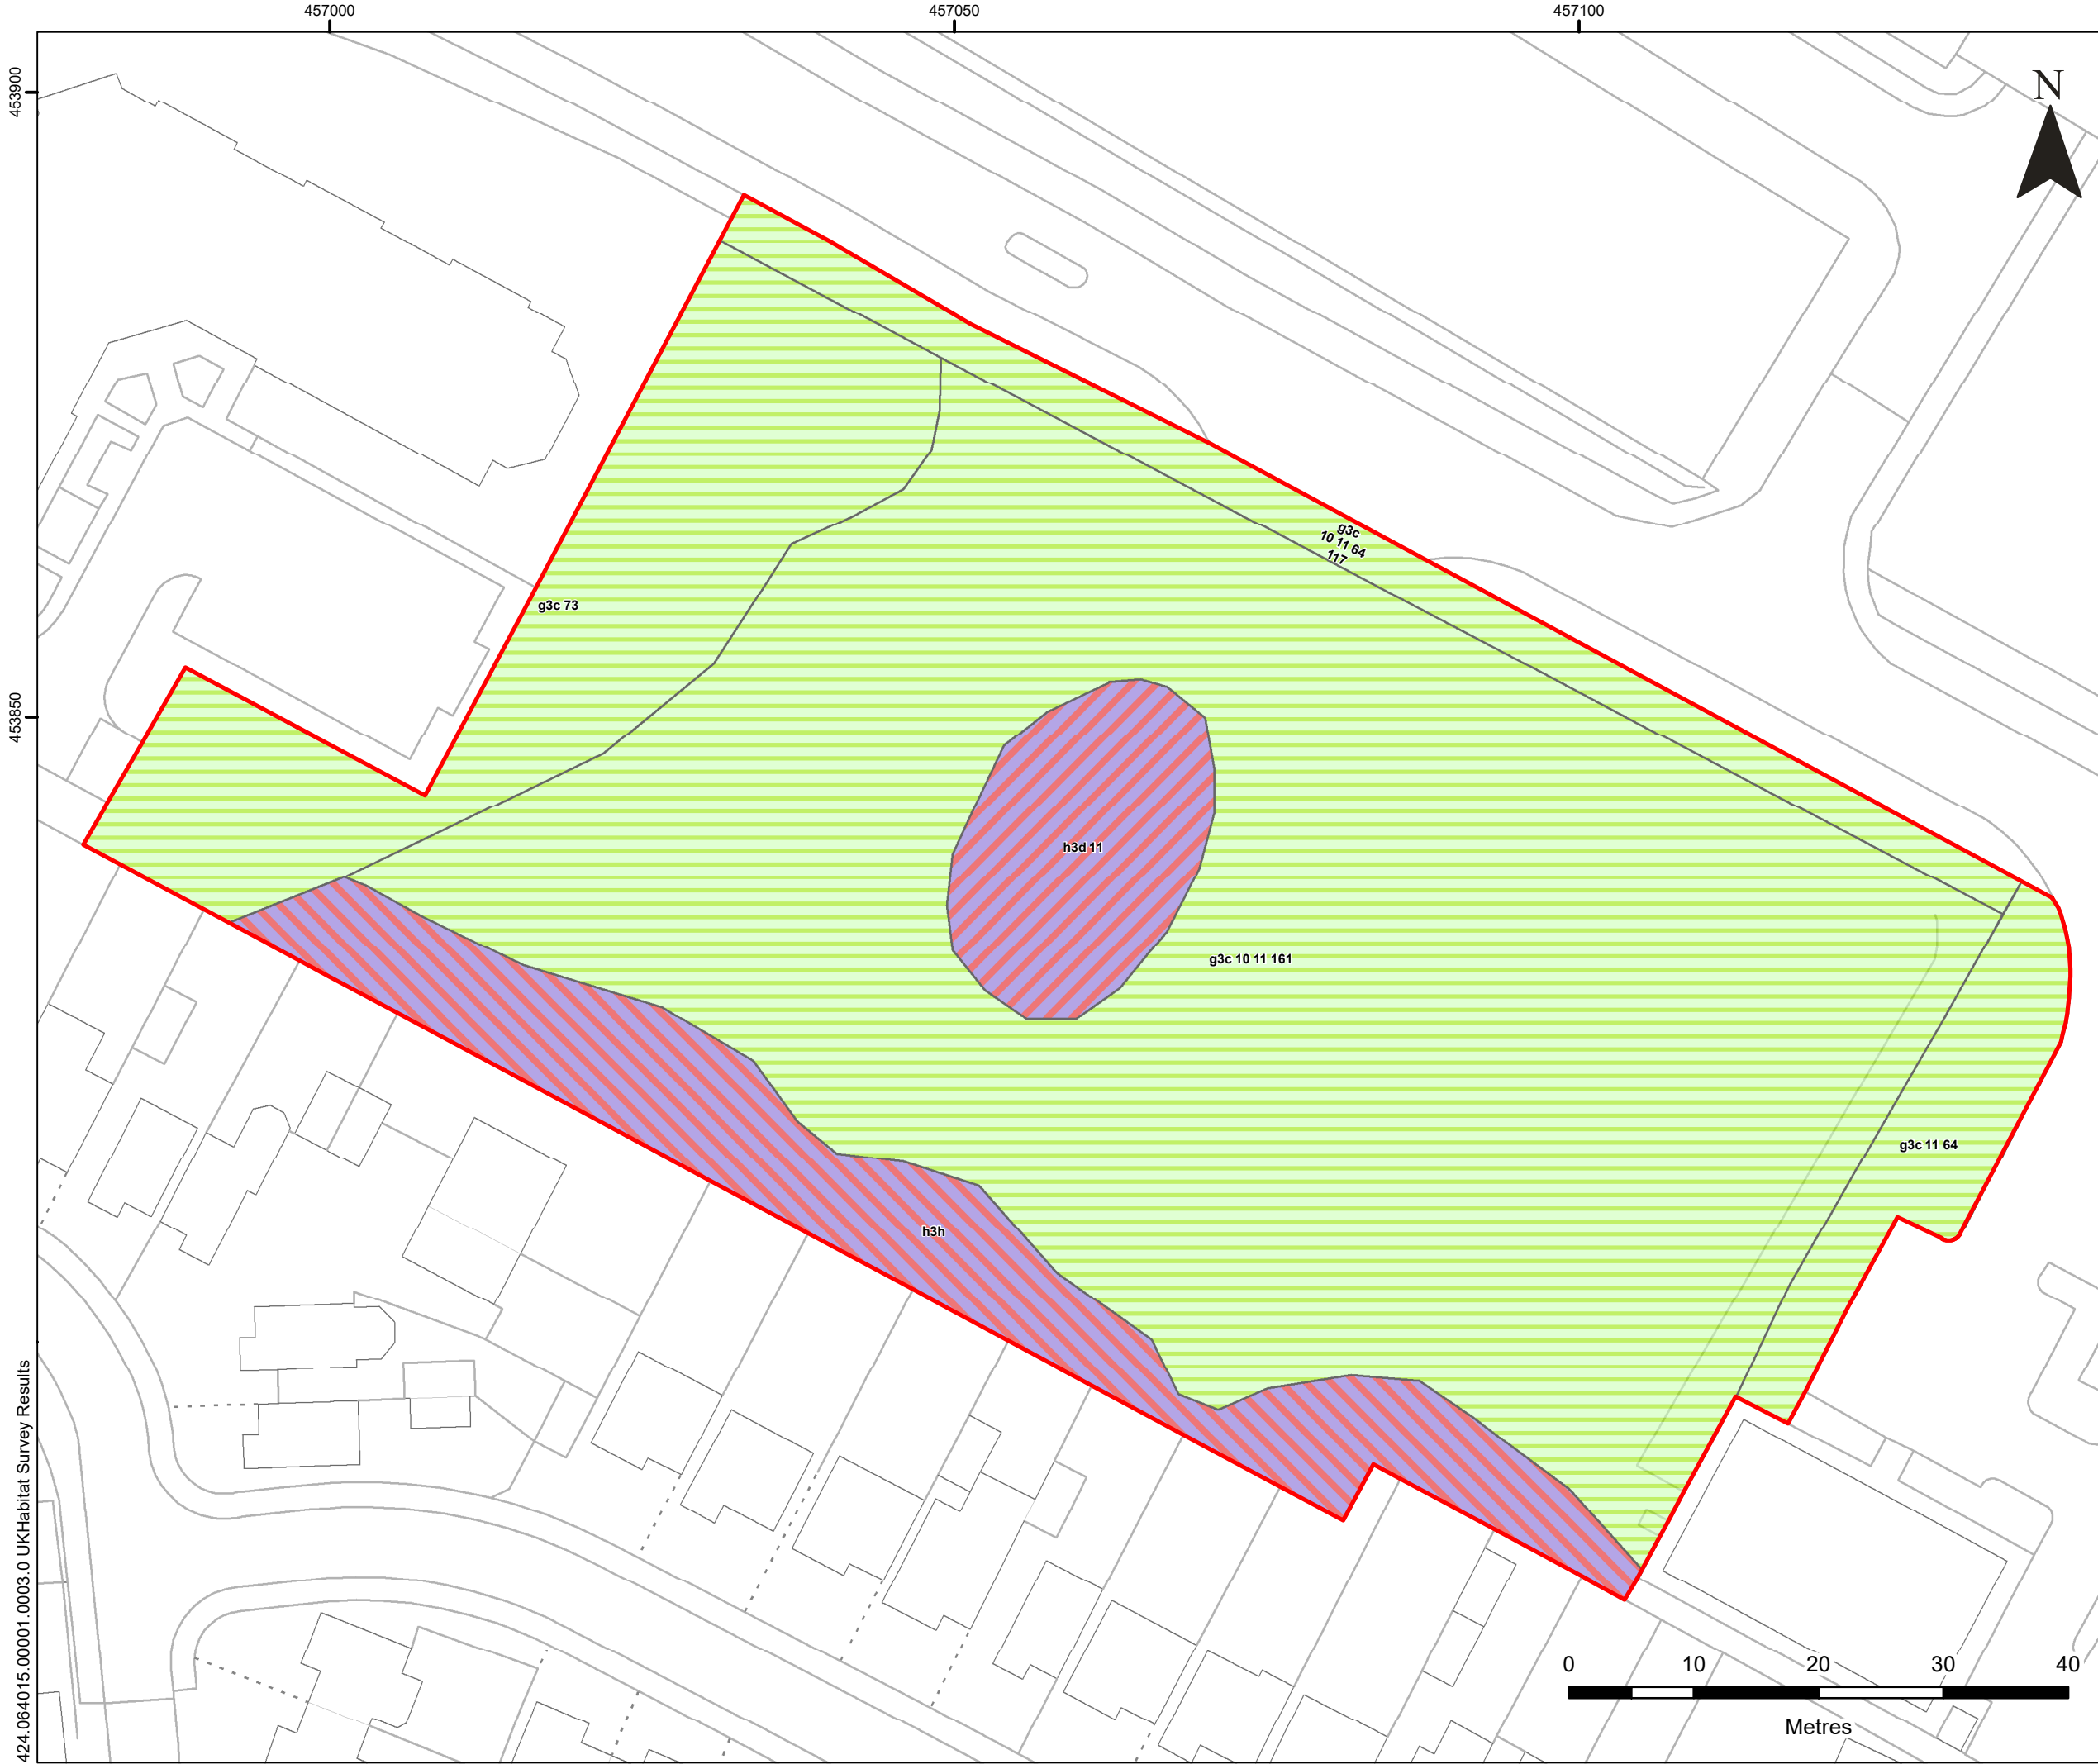 457000
457050
457100
453900
N
g3c
10 11 64
117
g3c 73
453850
h3d 11
g3c 10 11 161
g3c 11 64
h3h
424.064015.00001.0003.0 UKHabitat Survey Results
0 10 20 30 40
Metres